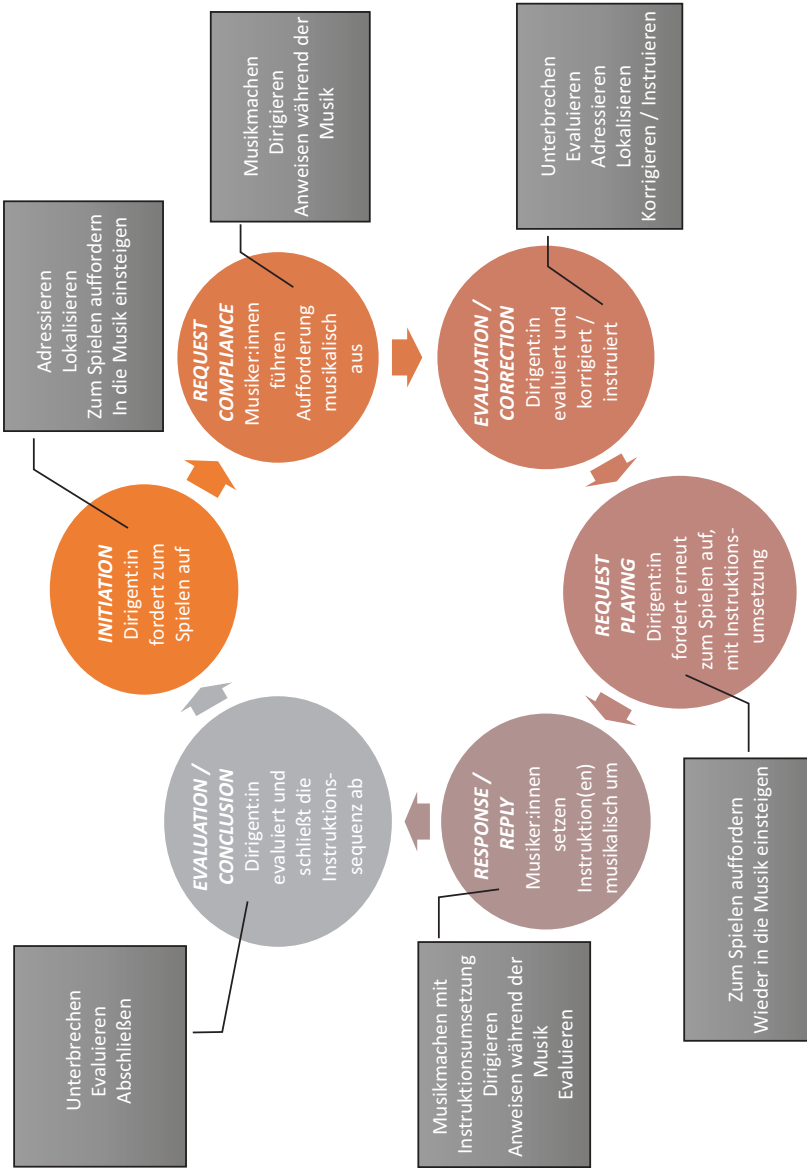 INITIATION
Dirigent:in
fordert zum
Spielen auf
Adressieren
Lokalisieren
Zum Spielen auffordern
In die Musik einsteigen
REQUEST
COMPLIANCE
Musiker:innen
führen
Aufforderung
musikalisch
aus
Musikmachen
Dirigieren
Anweisen während der
Musik
EVALUATION /
CORRECTION
Dirigent:in
evaluiert und
korrigiert /
instruiert
Unterbrechen
Evaluieren
Adressieren
Lokalisieren
Korrigieren / Instruieren
REQUEST
PLAYING
Dirigent:in
fordert erneut
zum Spielen auf,
mit Instruktions-
umsetzung
Zum Spielen auffordern
Wieder in die Musik einsteigen
RESPONSE /
REPLY
Musiker:innen
setzen
Instruktion(en)
musikalisch um
Musikmachen mit
Instruktionsumsetzung
Dirigieren
Anweisen während der
Musik
Evaluieren
EVALUATION /
CONCLUSION
Dirigent:in
evaluiert und
schließt die
Instruktions-
sequenz ab
Unterbrechen
Evaluieren
Abschließen